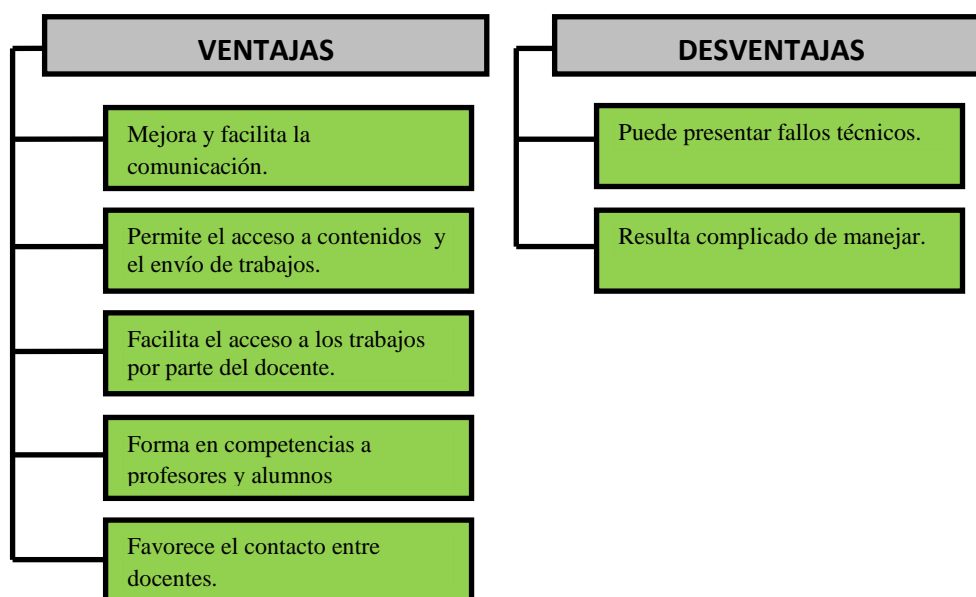 VENTAJAS
Mejora y facilita la
comunicación.
Permite el acceso a contenidos y
el envío de trabajos.
Facilita el acceso a los trabajos
por parte del docente.
Forma en competencias a
profesores y alumnos
Favorece el contacto entre
docentes.
DESVENTAJAS
Puede presentar fallos técnicos.
Resulta complicado de manejar.